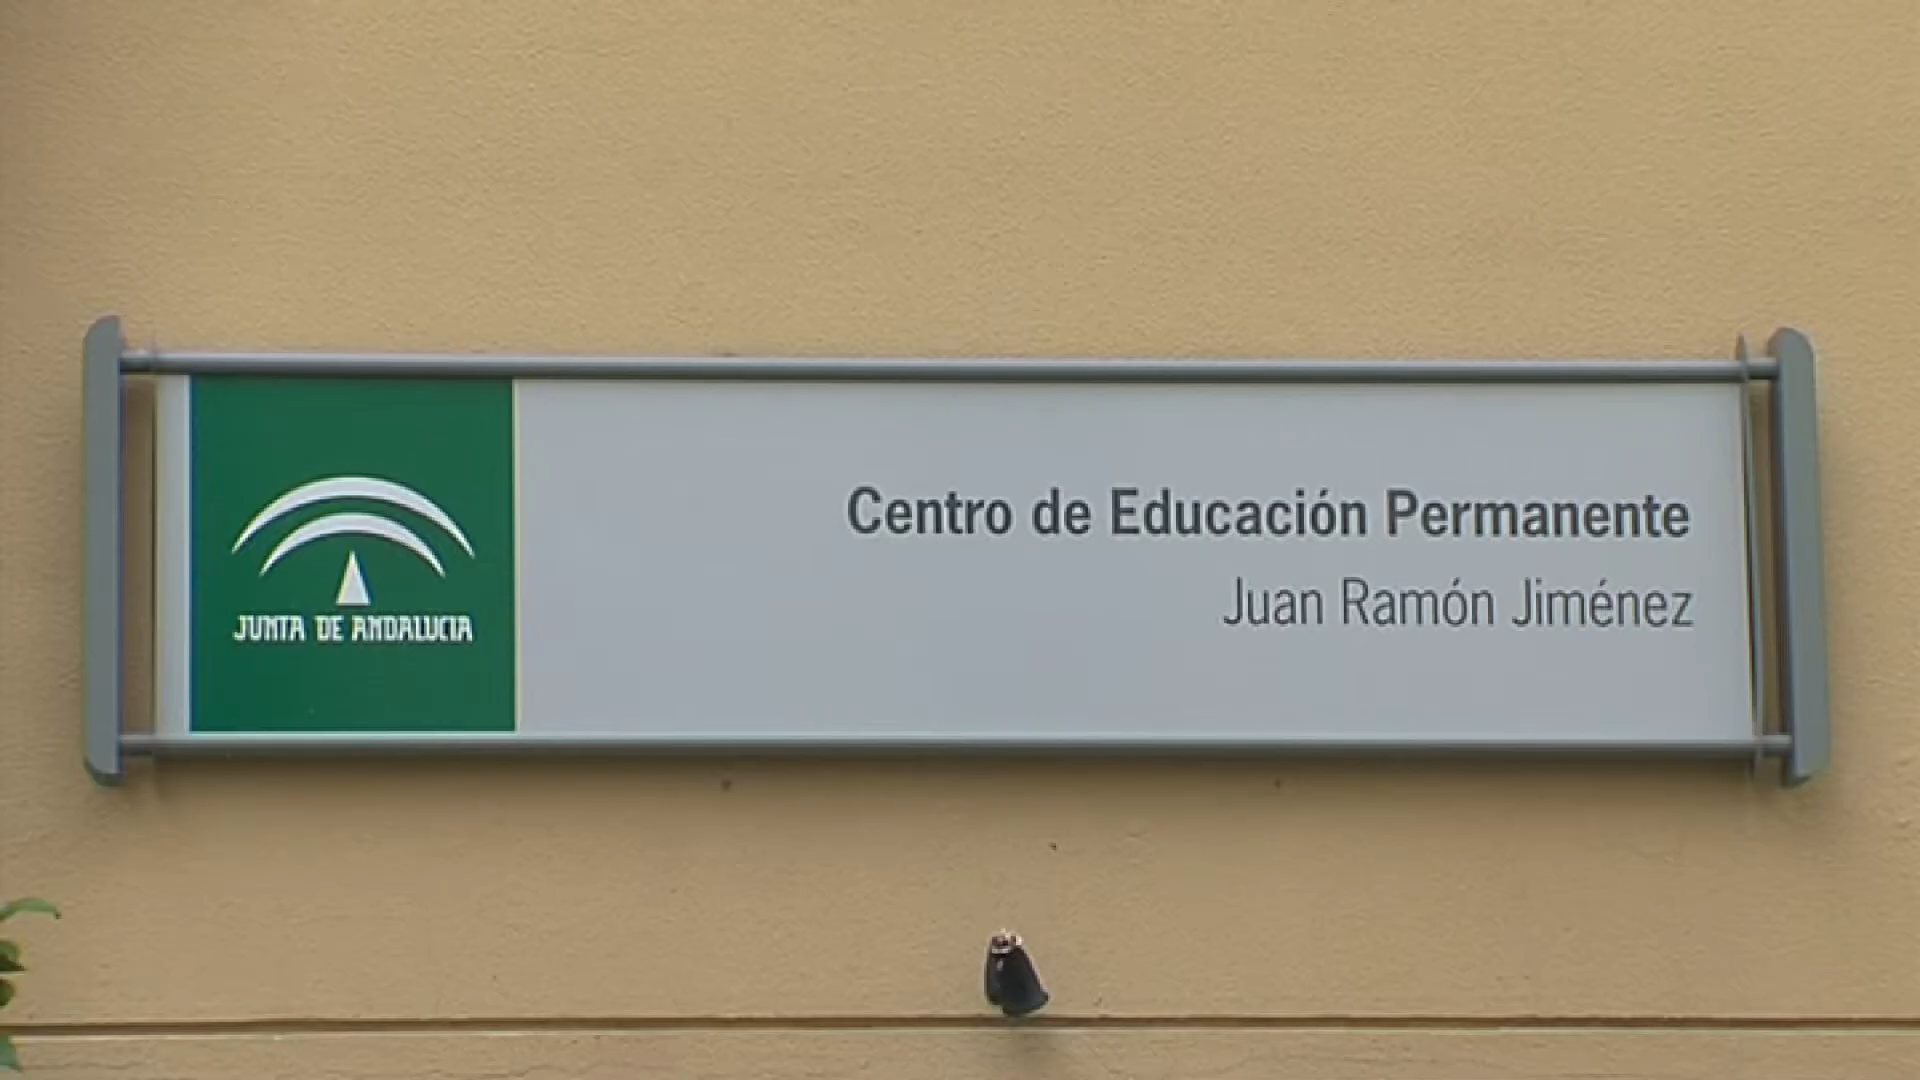 JUNTA DE ANDALUCIA
Centro de Educación Permanente
Juan Ramón Jiménez